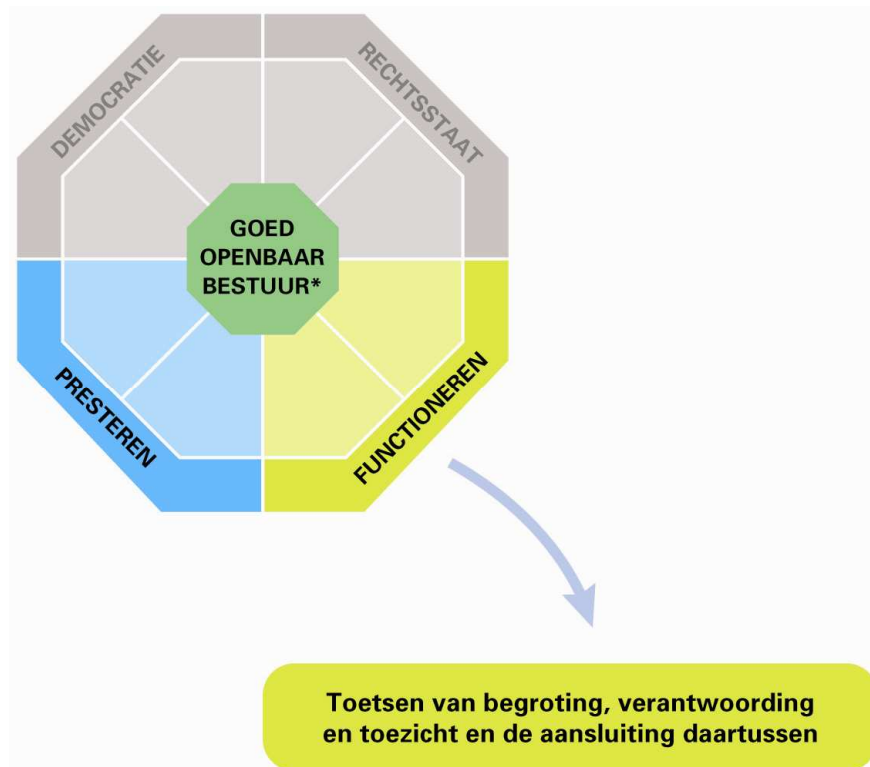 DEMOCRATIE
RECHTSSTAAT
GOED
OPENBAAR
BESTUUR*
PRESTEREN
FUNCTIONEREN
Toetsen van begroting, verantwoording
en toezicht en de aansluiting daartussen